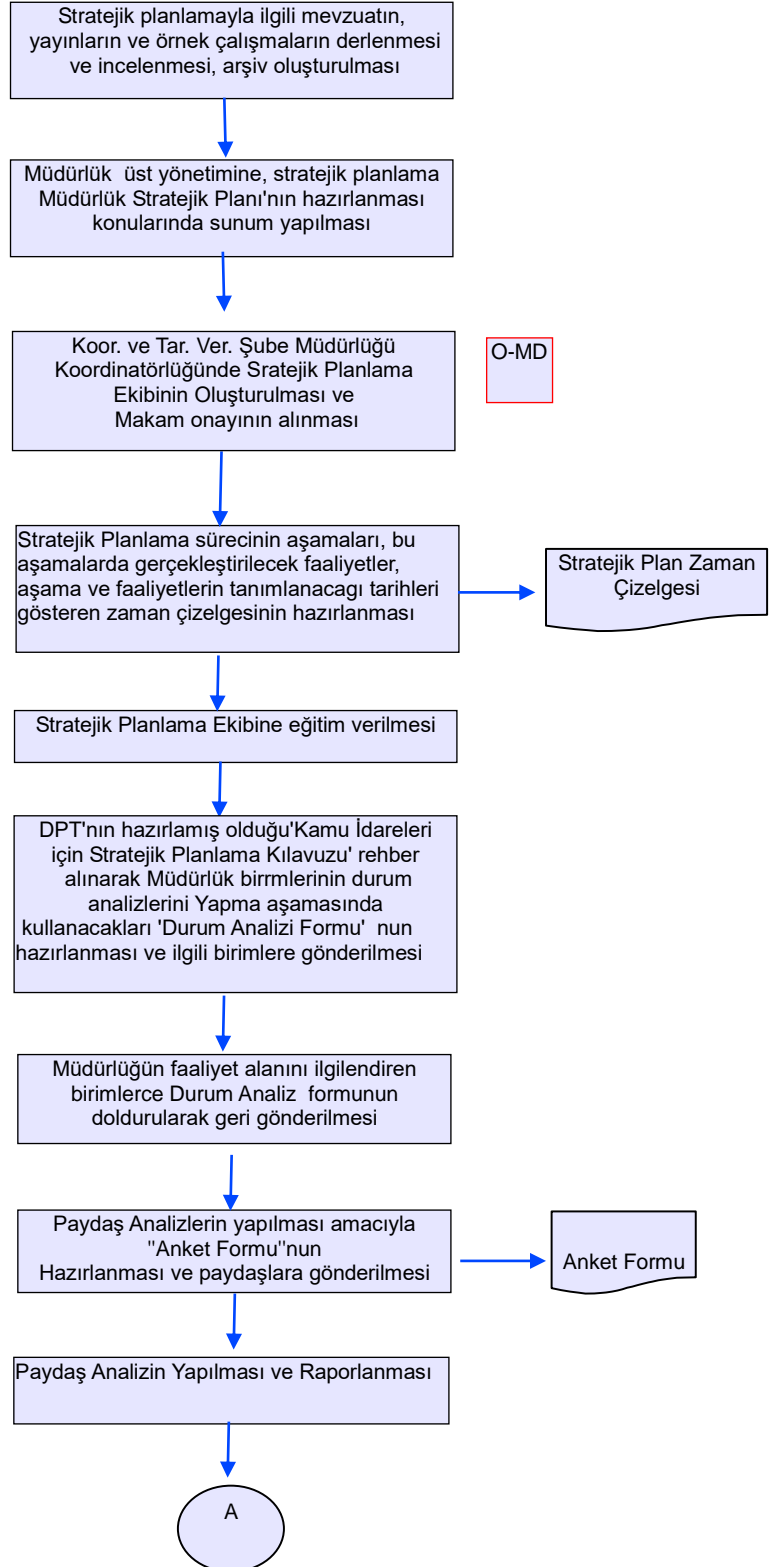 Stratejik planlamayla ilgili mevzuatın,
yayınların ve örnek çalışmaların derlenmesi
ve incelenmesi, arşiv oluşturulması
Müdürlük üst yönetimine, stratejik planlama
Müdürlük Stratejik Planı'nın hazırlanması
konularında sunum yapılması
Koor. ve Tar. Ver. Şube Müdürlüğü
Koordinatörlüğünde Sratejik Planlama
Ekibinin Oluşturulması ve
Makam onayının alınması
O-MD
Stratejik Planlama sürecinin aşamaları, bu
aşamalarda gerçekleştirilecek faaliyetler,
aşama ve faaliyetlerin tanımlanacagı tarihleri
gösteren zaman çizelgesinin hazırlanması
Stratejik Plan Zaman
Çizelgesi
Stratejik Planlama Ekibine eğitim verilmesi
DPT'nın hazırlamış olduğu'Kamu İdareleri
için Stratejik Planlama Kılavuzu' rehber
alınarak Müdürlük birrmlerinin durum
analizlerini Yapma aşamasında
kullanacakları 'Durum Analizi Formu' nun
hazırlanması ve ilgili birimlere gönderilmesi
Müdürlüğün faaliyet alanını ilgilendiren
birimlerce Durum Analiz formunun
doldurularak geri gönderilmesi
Paydaş Analizlerin yapılması amacıyla
"Anket Formu"nun
Hazırlanması ve paydaşlara gönderilmesi
Anket Formu
Paydaş Analizin Yapılması ve Raporlanması
A